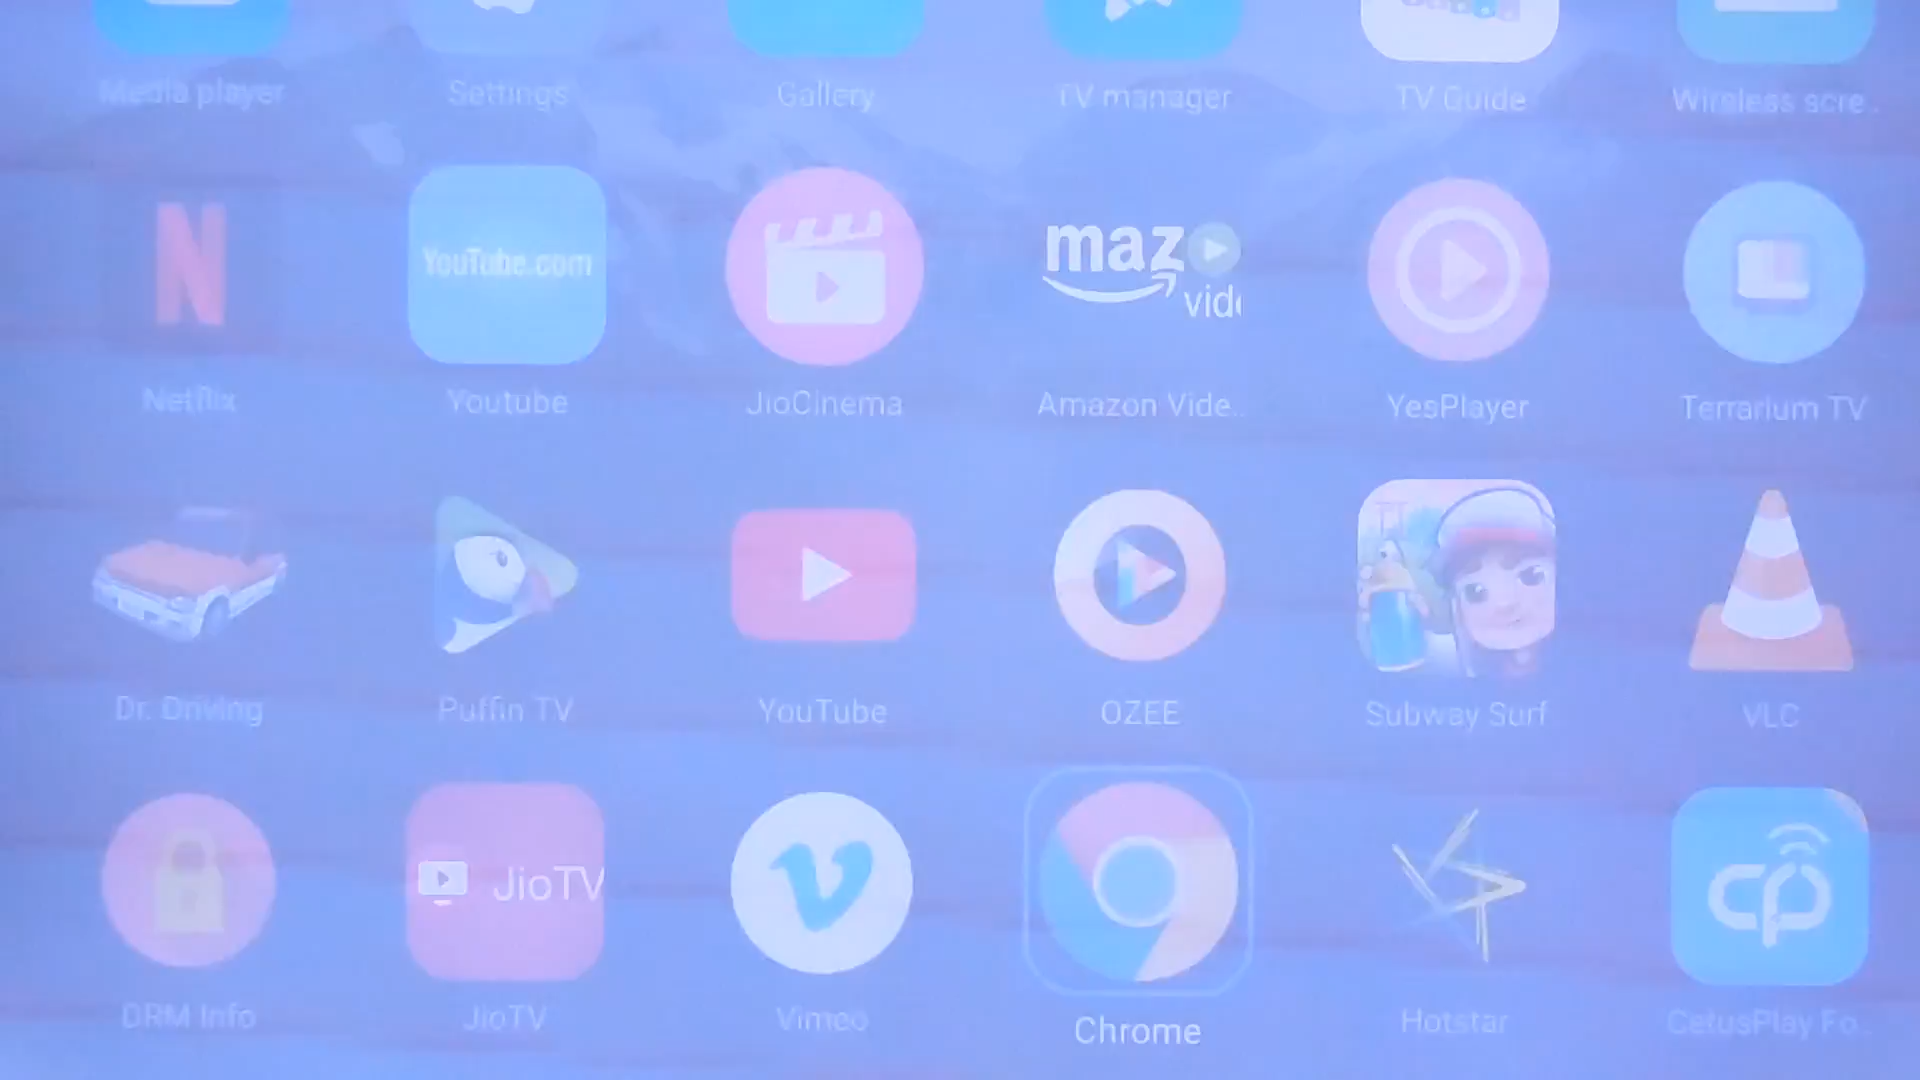 Media player
Settings
Gallery
TV manager
TV Guide
Wireless scre..
N
YouTube.com
maz
vid
Netflix
Youtube
JioCinema
Amazon Vide..
YesPlayer
Terrarium TV
Dr. Driving
Puffin TV
YouTube
OZEE
Subway Surf
VLC
JioTV
cp
DRM Info
JioTV
Vimeo
Chrome
Hotstar
CetusPlay Fo..